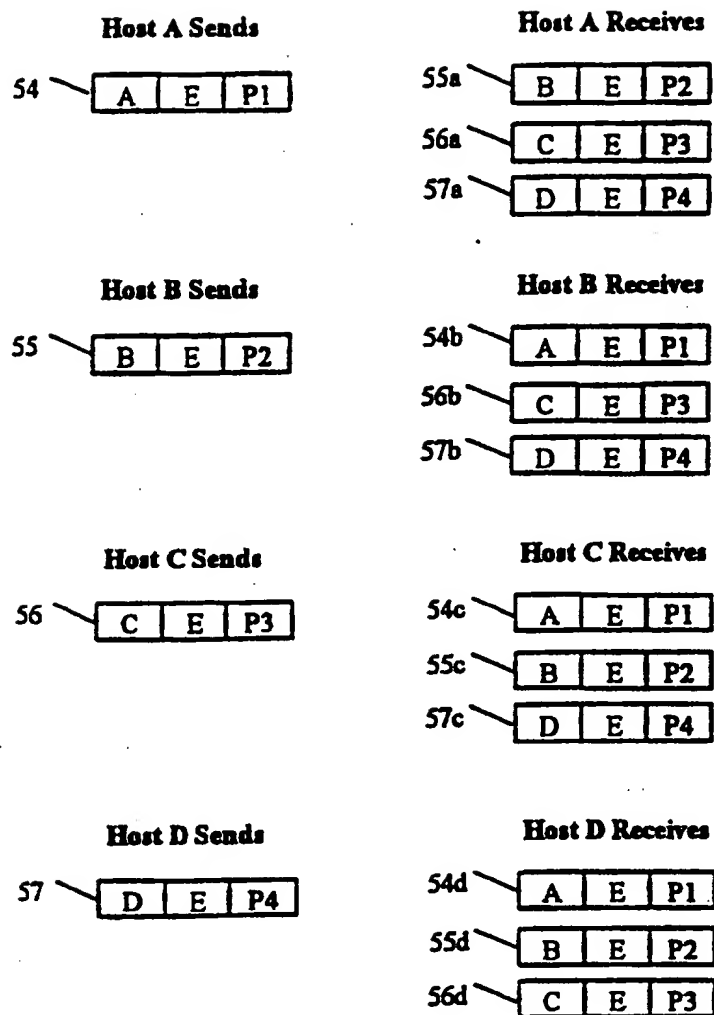 Host A Sends
Host A Receives
54 A E P1
55a B E P2
56a C E P3
57a D E P4
Host B Sends
Host B Receives
55 B E P2
54b A E P1
56b C E P3
57b D E P4
Host C Sends
Host C Receives
56 C E P3
54c A E P1
55c B E P2
57c D E P4
Host D Sends
Host D Receives
57 D E P4
54d A E P1
55d B E P2
56d C E P3